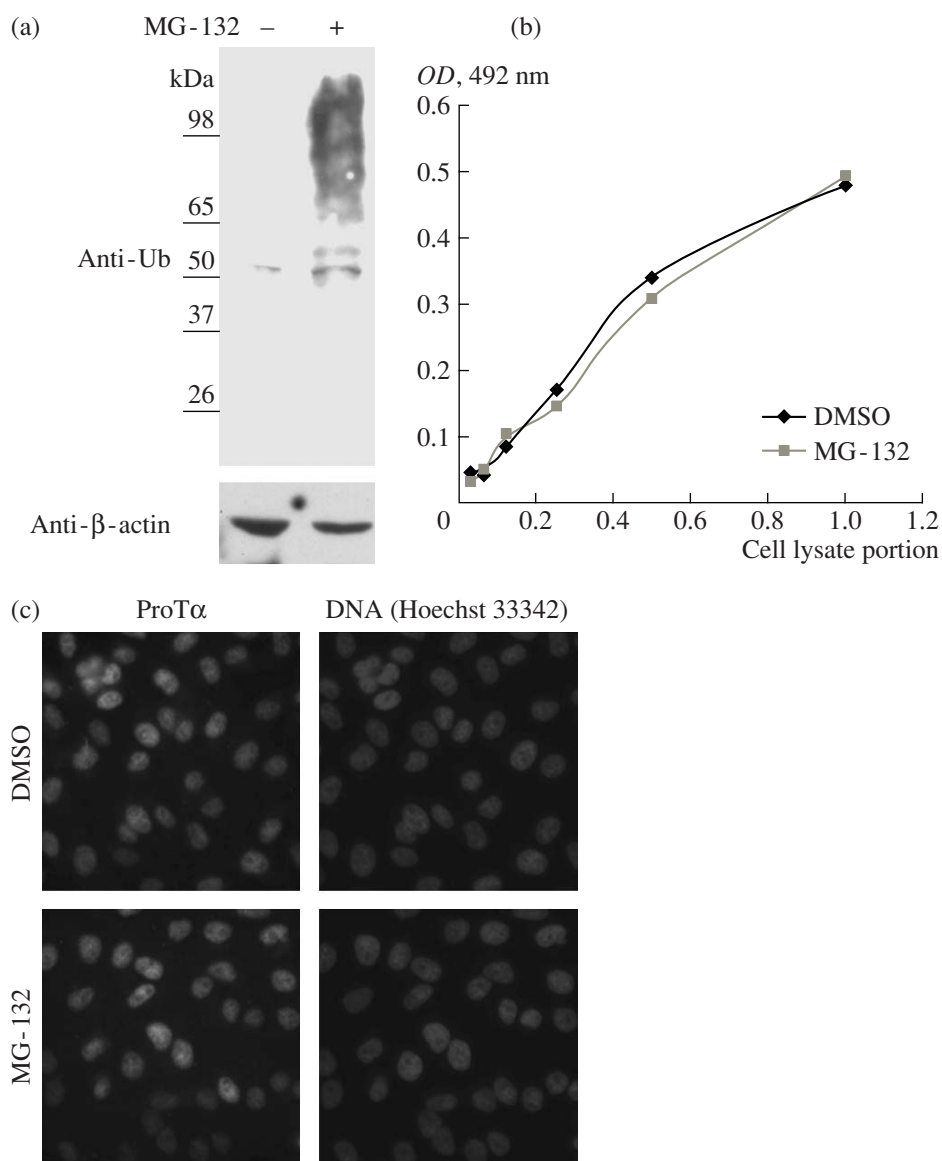 (a)
MG-132 – +
kDa
98
65
Anti-Ub 50
37
26
Anti-β-actin
(b)
OD, 492 nm
0.6
0.5
0.4
0.3
0.2
0.1
0 0.2 0.4 0.6 0.8 1.0 1.2
Cell lysate portion
DMSO
MG-132
(c)
ProTα DNA (Hoechst 33342)
DMSO
MG-132